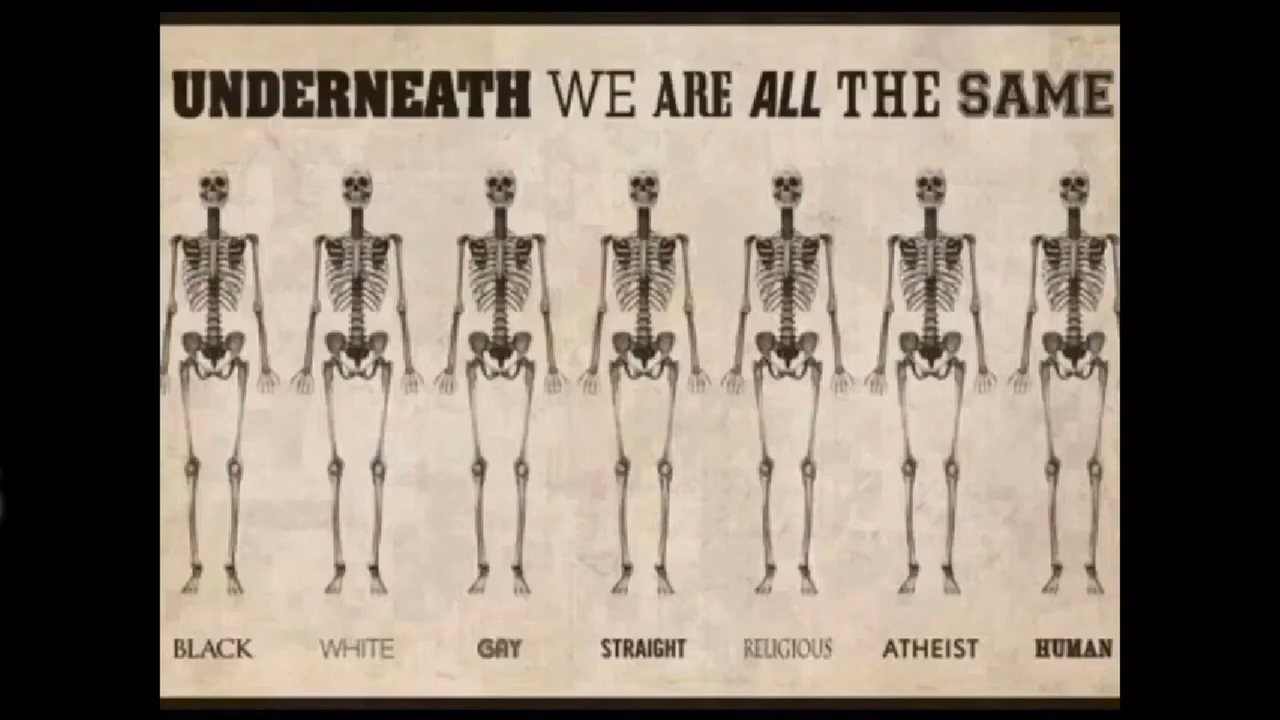 UNDERNEATH WE ARE ALL THE SAME
BLACK WHITE GAY STRAIGHT RELIGIOUS ATHEIST HUMAN